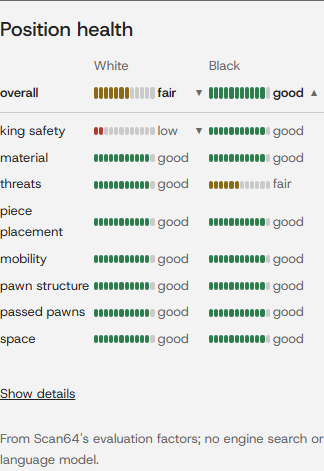 Position health
White Black
overall fair ▼ good ▲
king safety low ▼ good
material good good
threats good fair
piece
placement good good
mobility good good
pawn structure good good
passed pawns good good
space good good
Show details
From Scan64's evaluation factors; no engine search or
language model.